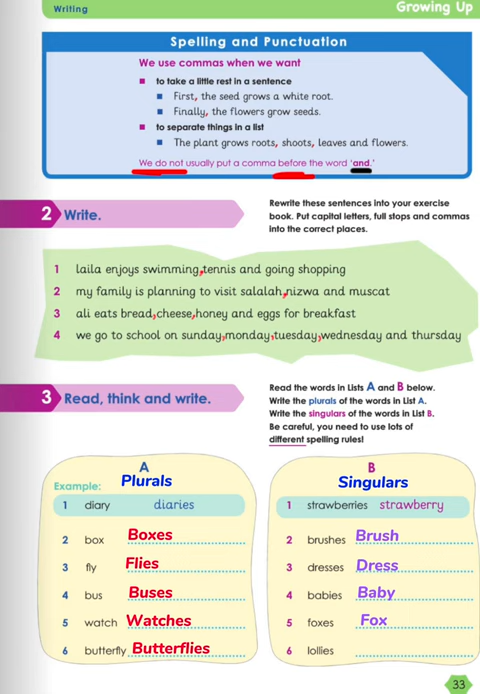 Writing
Growing Up
Spelling and Punctuation
We use commas when we want
to take a little rest in a sentence
First, the seed grows a white root.
Finally, the flowers grow seeds.
to separate things in a list
The plant grows roots, shoots, leaves and flowers.
We do not usually put a comma before the word 'and.'
2 Write.
Rewrite these sentences into your exercise
book. Put capital letters, full stops and commas
into the correct places.
1 laila enjoys swimming,tennis and going shopping
2 my family is planning to visit salalah,nizwa and muscat
3 ali eats bread,cheese,honey and eggs for breakfast
4 we go to school on sunday,monday,tuesday,wednesday and thursday
3 Read, think and write.
Read the words in Lists A and B below.
Write the plurals of the words in List A.
Write the singulars of the words in List B.
Be careful, you need to use lots of
different spelling rules!
A
Plurals
Example:
1 diary diaries
2 box Boxes
3 fly Flies
4 bus Buses
5 watch Watches
6 butterfly Butterflies
B
Singulars
1 strawberries strawberry
2 brushes Brush
3 dresses Dress
4 babies Baby
5 foxes Fox
6 lollies
33